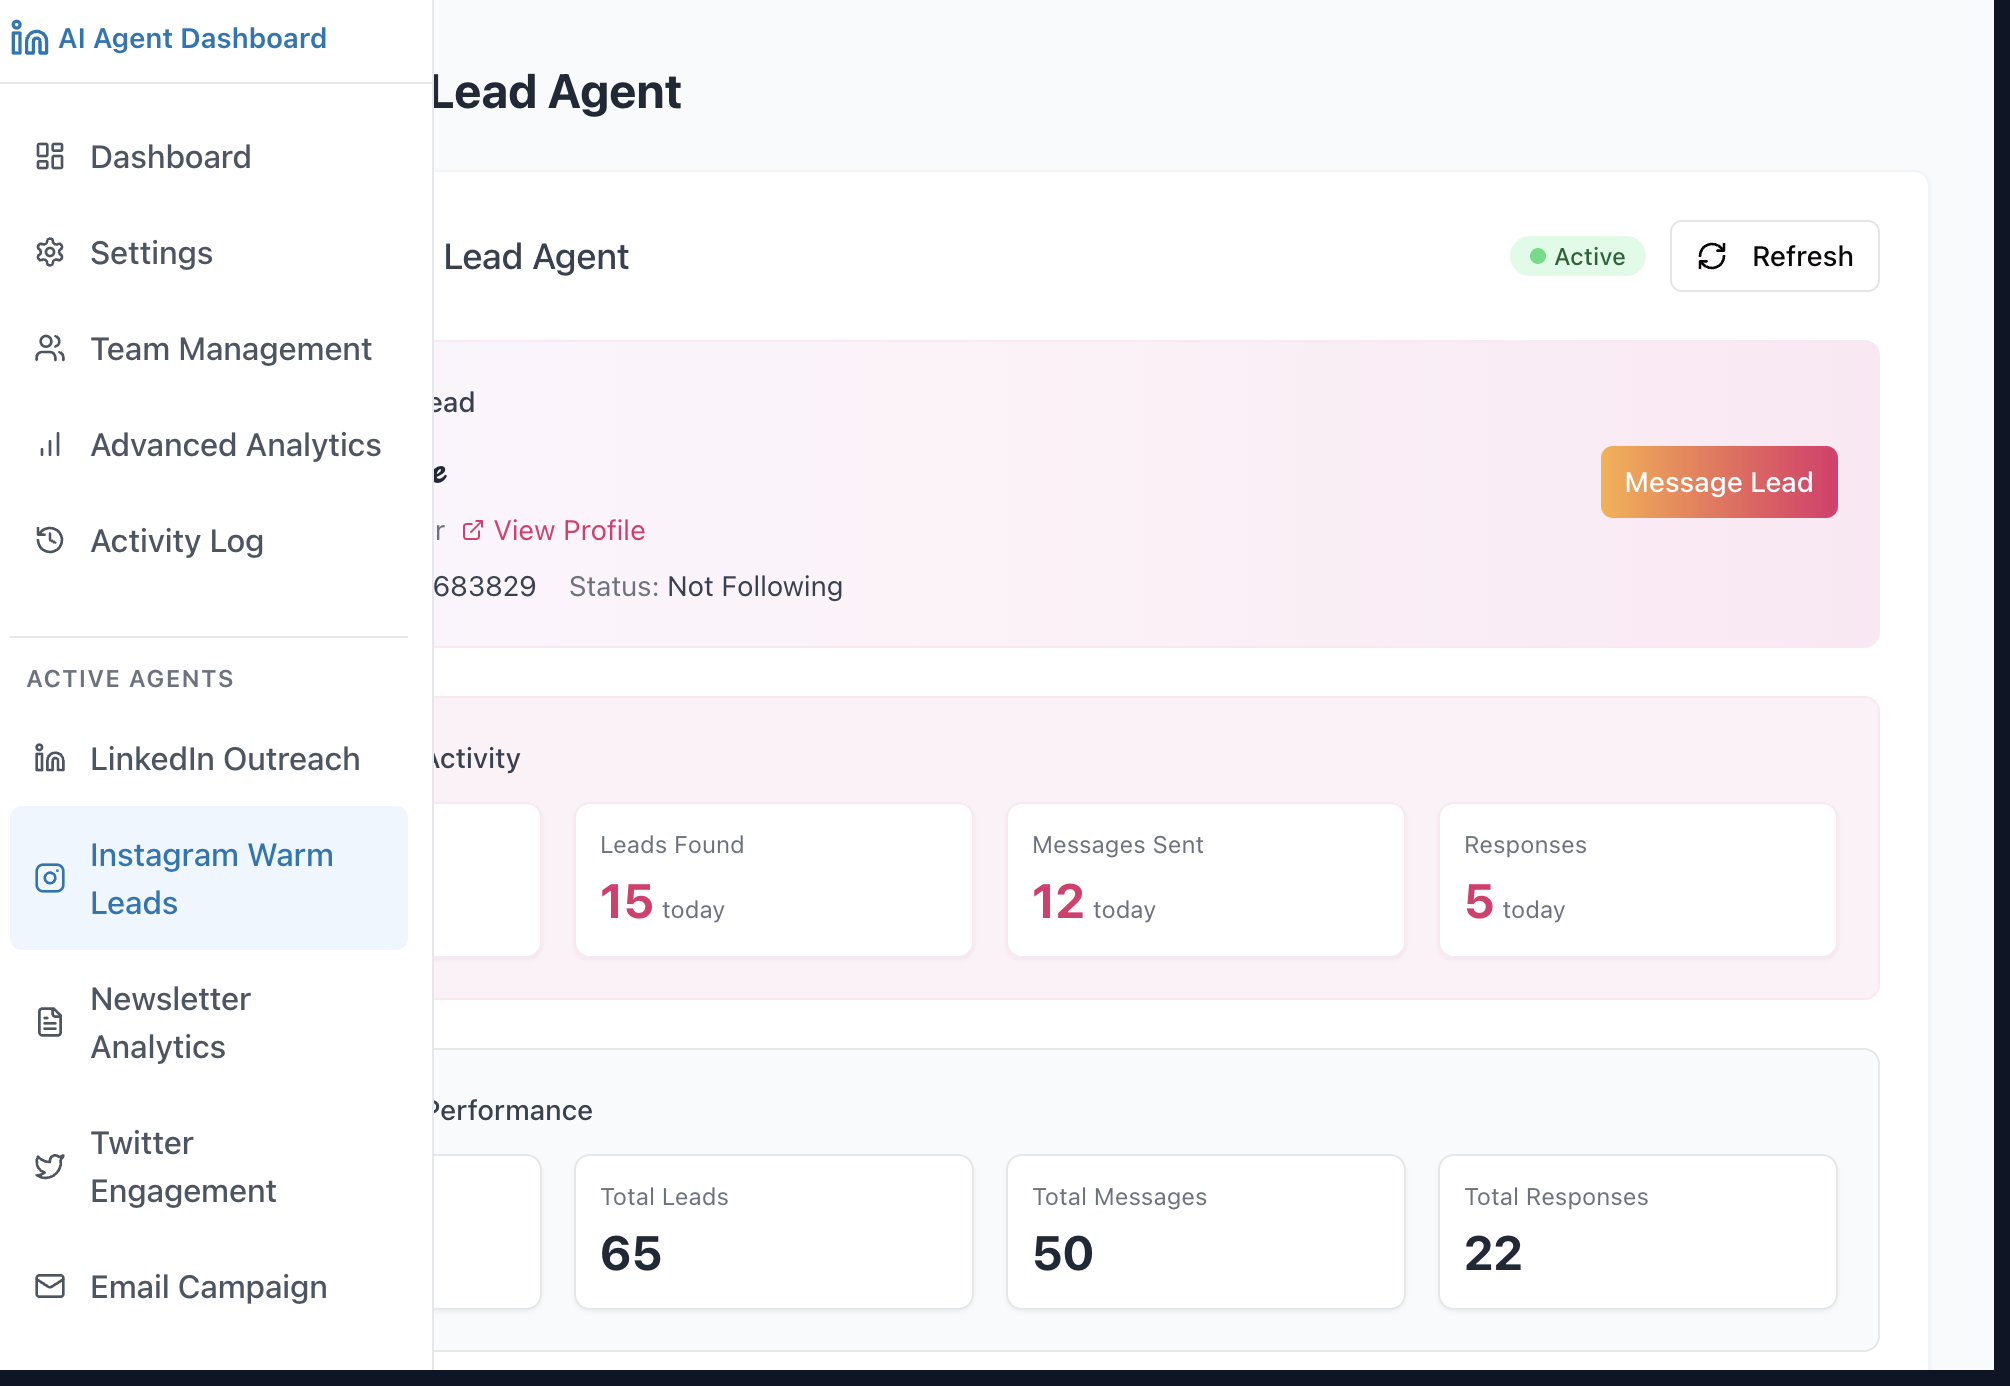 AI Agent Dashboard
Dashboard
Settings
Team Management
Advanced Analytics
Activity Log
ACTIVE AGENTS
LinkedIn Outreach
Instagram Warm
Leads
Newsletter
Analytics
Twitter
Engagement
Email Campaign
Lead Agent
Lead Agent
Active
Refresh
ead
e
r View Profile
683829 Status: Not Following
Message Lead
Activity
Leads Found
15 today
Messages Sent
12 today
Responses
5 today
Performance
Total Leads
65
Total Messages
50
Total Responses
22